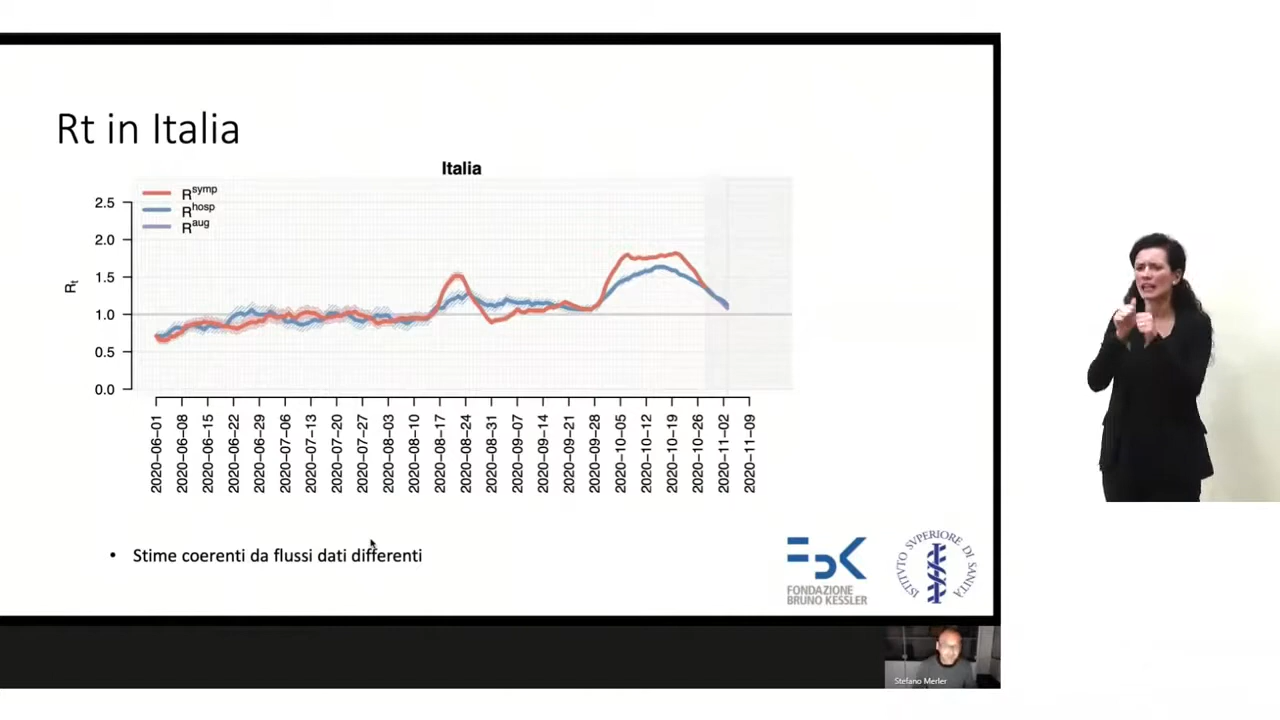 Rt in Italia
Italia
R^symp
R^hosp
R^aug
Rt
2.5
2.0
1.5
1.0
0.5
0.0
2020–06–01
2020–06–08
2020–06–15
2020–06–22
2020–06–29
2020–07–06
2020–07–13
2020–07–20
2020–07–27
2020–08–03
2020–08–10
2020–08–17
2020–08–24
2020–08–31
2020–09–07
2020–09–14
2020–09–21
2020–09–28
2020–10–05
2020–10–12
2020–10–19
2020–10–26
2020–11–02
2020–11–09
• Stime coerenti da flussi dati differenti
FBK
FONDAZIONE
BRUNO KESSLER
ISTITUTO SVPERIORE DI SANITÀ
Stefano Merler